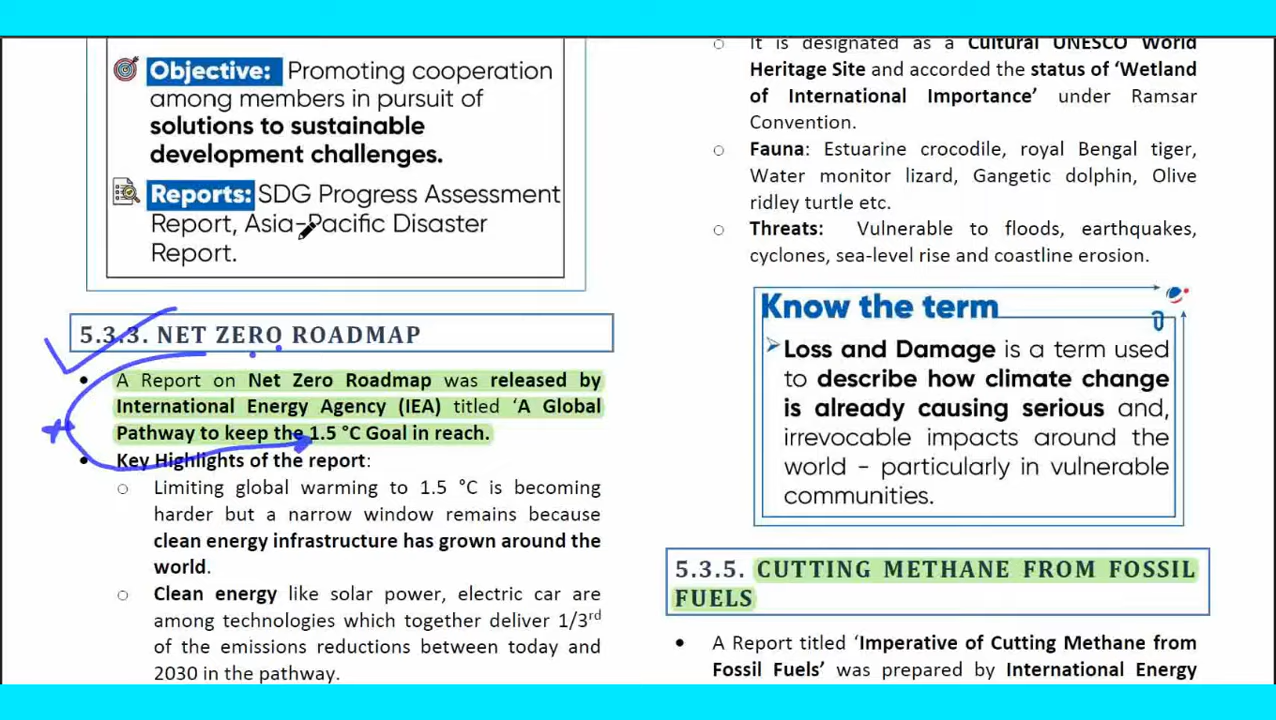 Objective: Promoting cooperation
among members in pursuit of
solutions to sustainable
development challenges.
Reports: SDG Progress Assessment
Report, Asia-Pacific Disaster
Report.
5.3.3. NET ZERO ROADMAP
• A Report on Net Zero Roadmap was released by
International Energy Agency (IEA) titled ‘A Global
Pathway to keep the 1.5 °C Goal in reach.
• Key Highlights of the report:
○ Limiting global warming to 1.5 °C is becoming
harder but a narrow window remains because
clean energy infrastructure has grown around the
world.
○ Clean energy like solar power, electric car are
among technologies which together deliver 1/3rd
of the emissions reductions between today and
2030 in the pathway.
○ It is designated as a Cultural UNESCO World
Heritage Site and accorded the status of ‘Wetland
of International Importance’ under Ramsar
Convention.
○ Fauna: Estuarine crocodile, royal Bengal tiger,
Water monitor lizard, Gangetic dolphin, Olive
ridley turtle etc.
○ Threats: Vulnerable to floods, earthquakes,
cyclones, sea-level rise and coastline erosion.
Know the term
➢ Loss and Damage is a term used
to describe how climate change
is already causing serious and,
irrevocable impacts around the
world - particularly in vulnerable
communities.
5.3.5. CUTTING METHANE FROM FOSSIL
FUELS
• A Report titled ‘Imperative of Cutting Methane from
Fossil Fuels’ was prepared by International Energy